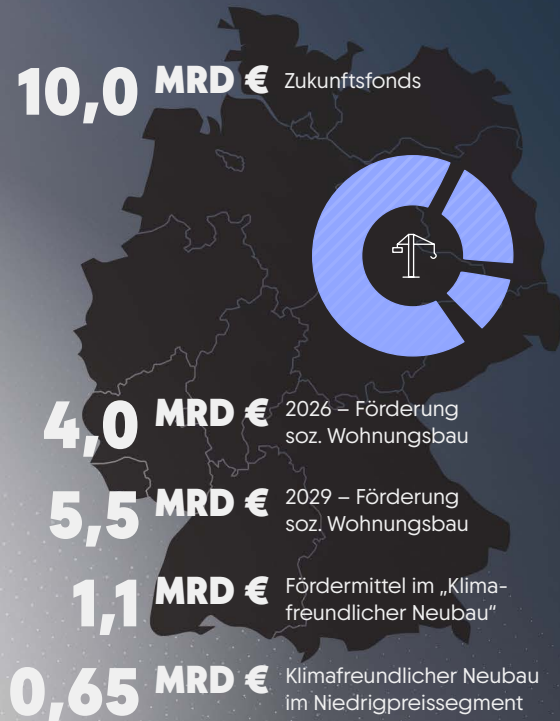 10,0 MRD € Zukunftsfonds
4,0 MRD € 2026 – Förderung
soz. Wohnungsbau
5,5 MRD € 2029 – Förderung
soz. Wohnungsbau
1,1 MRD € Fördermittel im „Klima-
freundlicher Neubau“
0,65 MRD € Klimafreundlicher Neubau
im Niedrigpreissegment